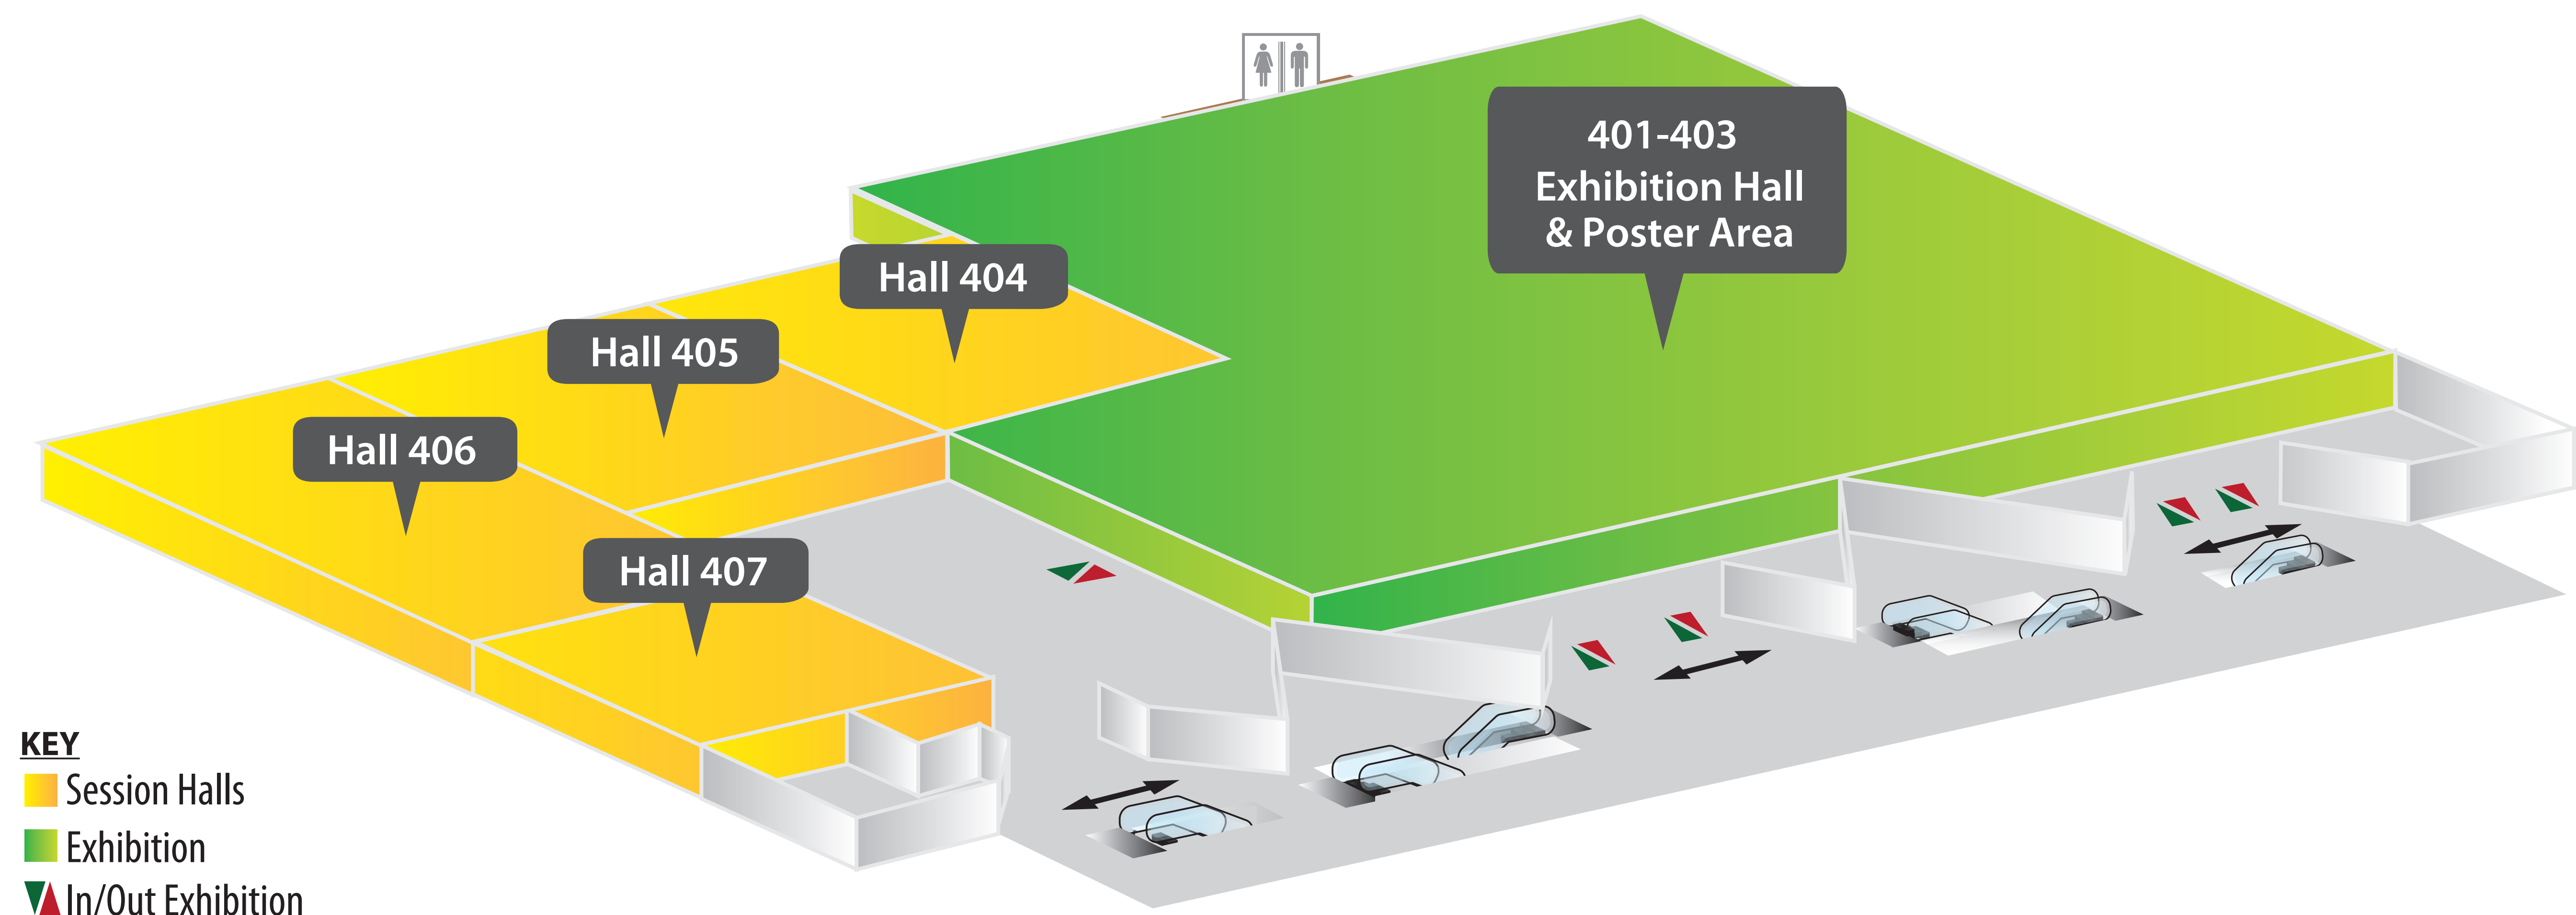 401-403
Exhibition Hall
& Poster Area
Hall 404
Hall 405
Hall 406
Hall 407
KEY
Session Halls
Exhibition
In/Out Exhibition